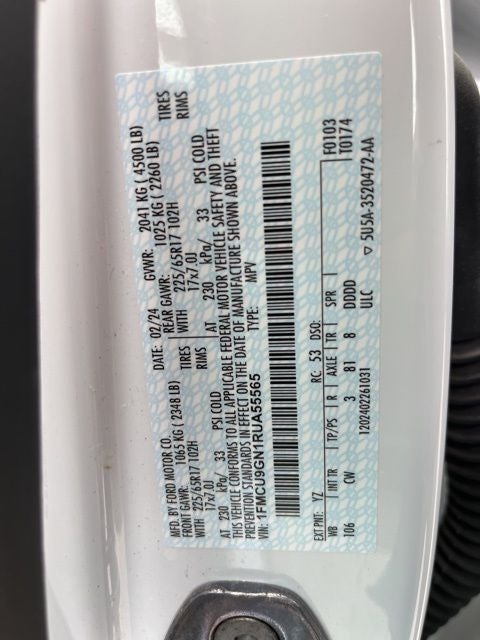 MFD. BY FORD MOTOR CO.
DATE: 02/24 GVWR: 2041 KG ( 4500 LB)
FRONT GAWR: 1065 KG ( 2348 LB) REAR GAWR: 1025 KG ( 2260 LB)
WITH 225/65R17 102H TIRES WITH 225/65R17 102H TIRES
17x7.0J RIMS 17x7.0J RIMS
AT 230 kPa/ 33 PSI COLD AT 230 kPa/ 33 PSI COLD
THIS VEHICLE CONFORMS TO ALL APPLICABLE FEDERAL MOTOR VEHICLE SAFETY AND THEFT
PREVENTION STANDARDS IN EFFECT ON THE DATE OF MANUFACTURE SHOWN ABOVE.
VIN: 1FMCU9GN1RUA55565 TYPE: MPV
F0103
T0174
EXT PNT: YZ RC: 53 DSO:
WB INT TR TP/PS R AXLE TR SPR
106 CW 3 81 8 DDDD
ULC
1202402261031 ▽ 5U5A-3520472-AA